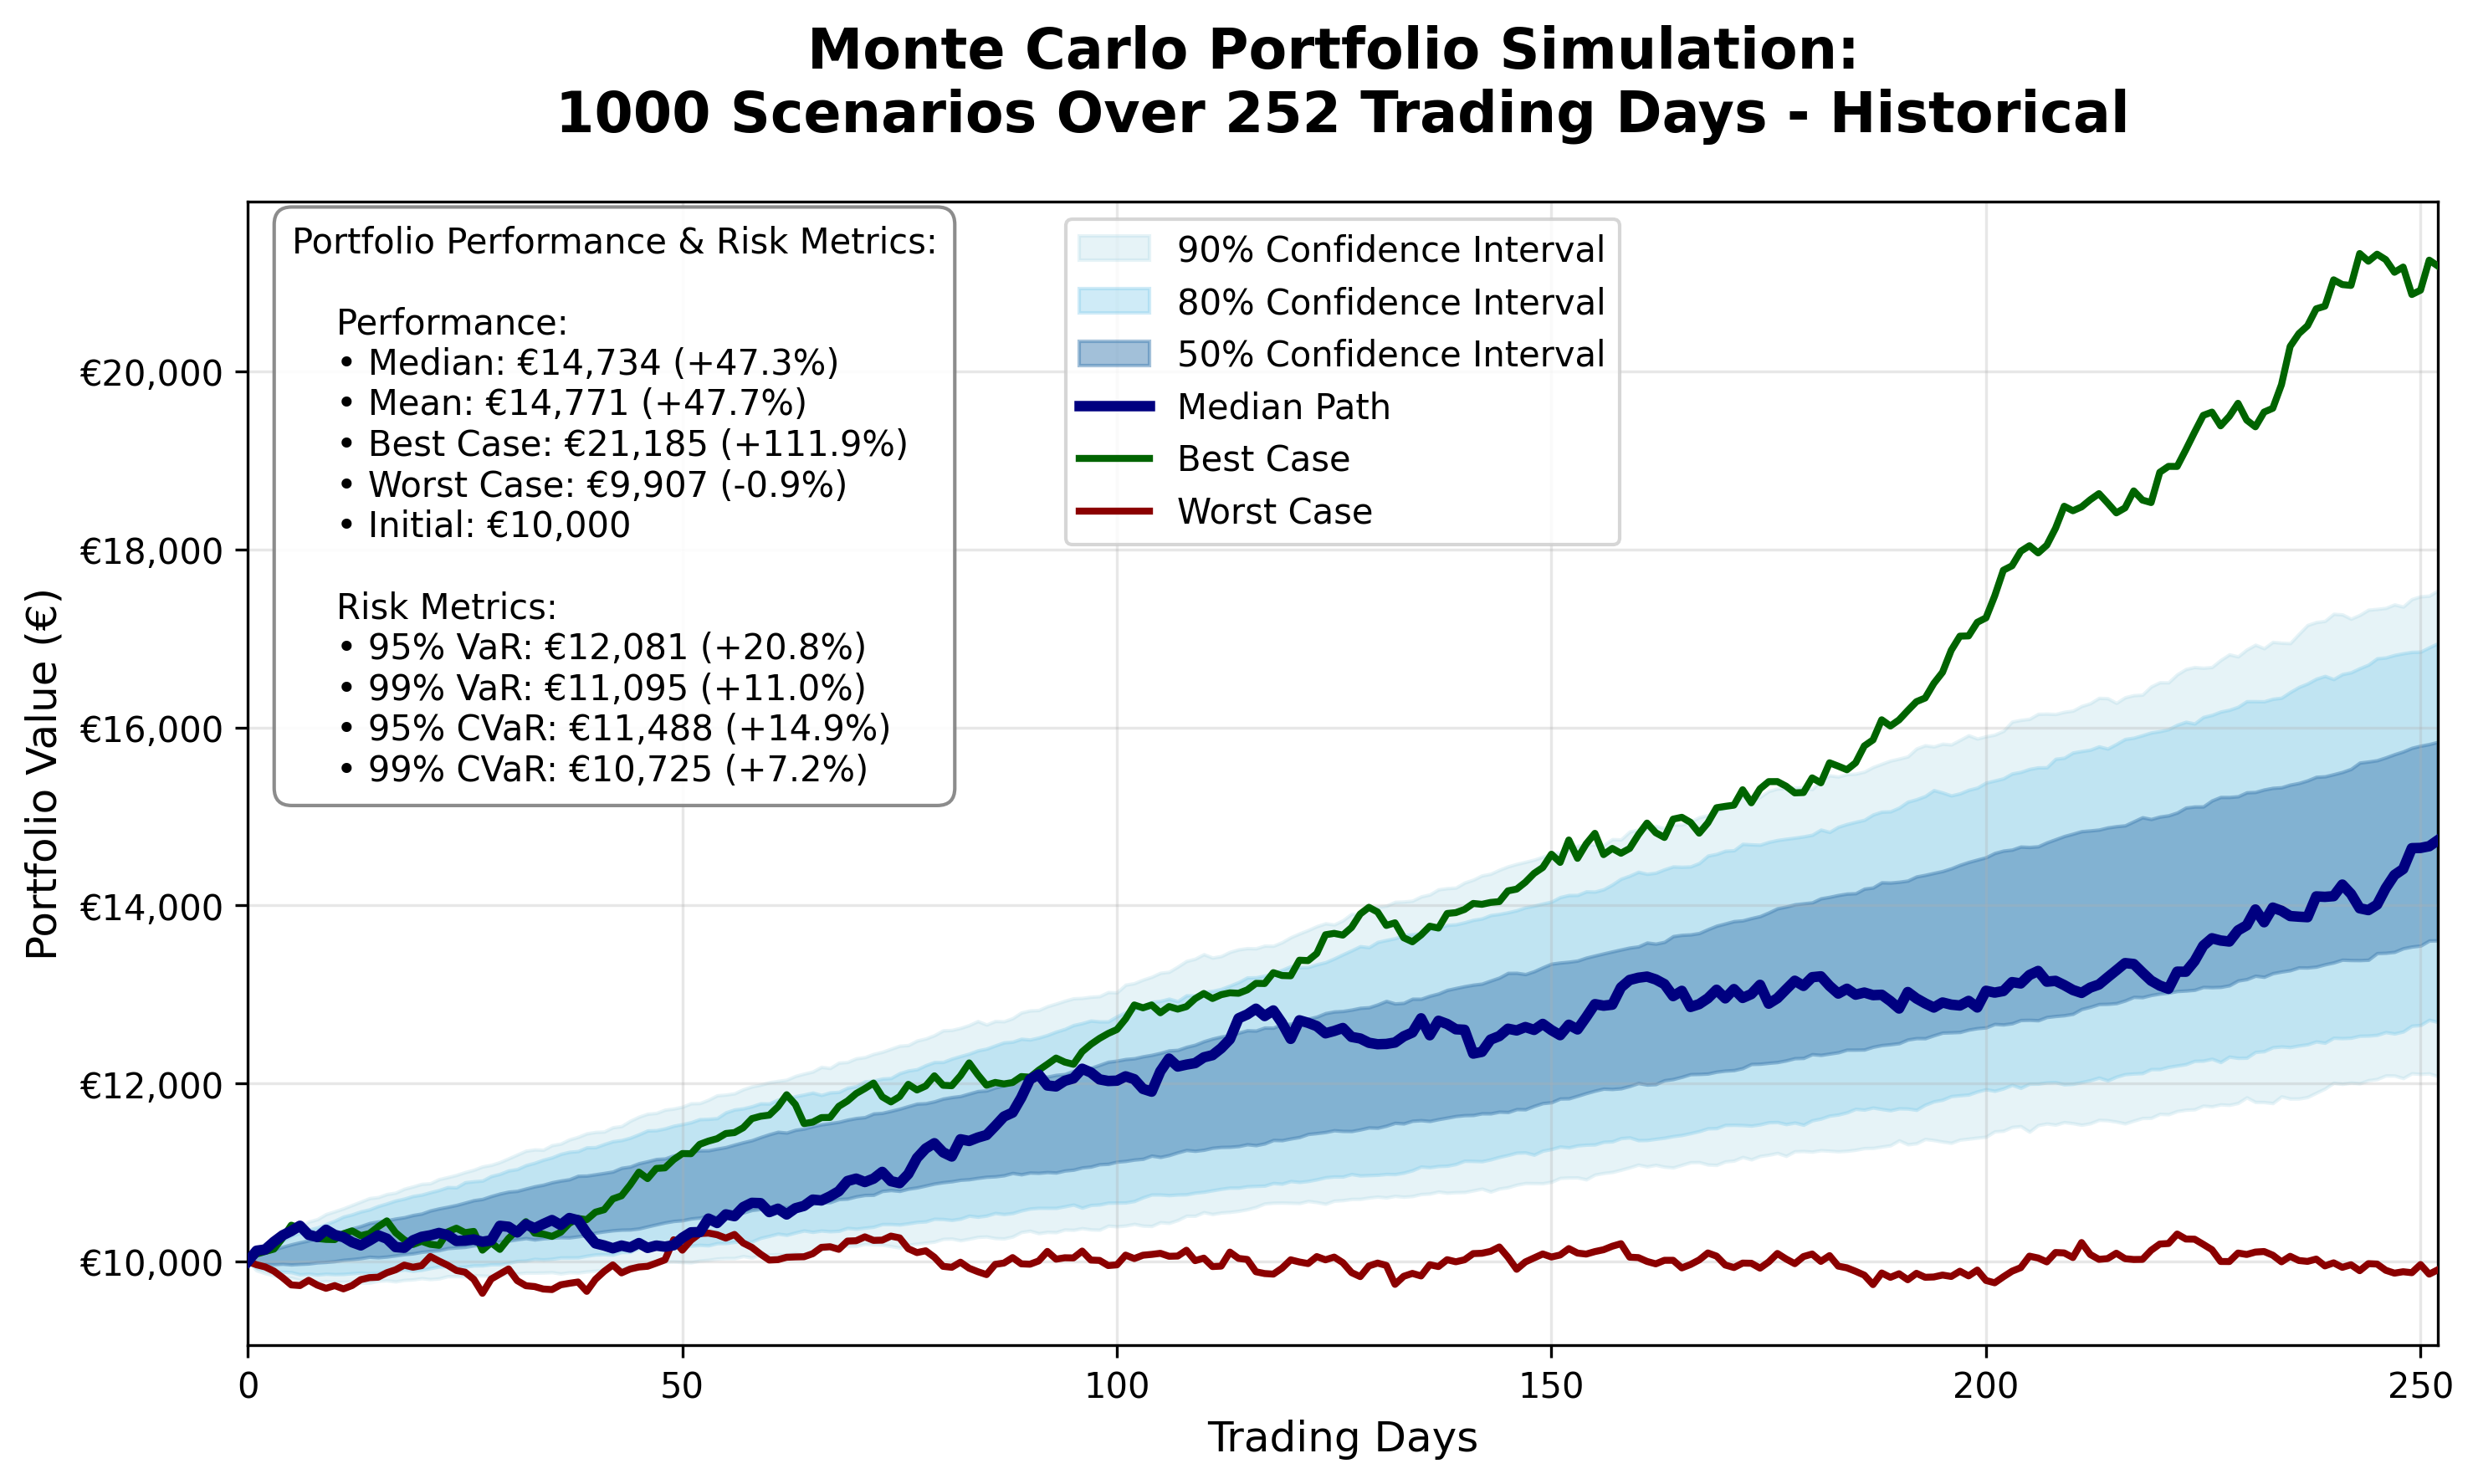 Monte Carlo Portfolio Simulation:
1000 Scenarios Over 252 Trading Days - Historical
Portfolio Performance & Risk Metrics:
Performance:
• Median: €14,734 (+47.3%)
• Mean: €14,771 (+47.7%)
• Best Case: €21,185 (+111.9%)
• Worst Case: €9,907 (-0.9%)
• Initial: €10,000
Risk Metrics:
• 95% VaR: €12,081 (+20.8%)
• 99% VaR: €11,095 (+11.0%)
• 95% CVaR: €11,488 (+14.9%)
• 99% CVaR: €10,725 (+7.2%)
90% Confidence Interval
80% Confidence Interval
50% Confidence Interval
Median Path
Best Case
Worst Case
Portfolio Value (€)
€20,000
€18,000
€16,000
€14,000
€12,000
€10,000
0
50
100
150
200
250
Trading Days